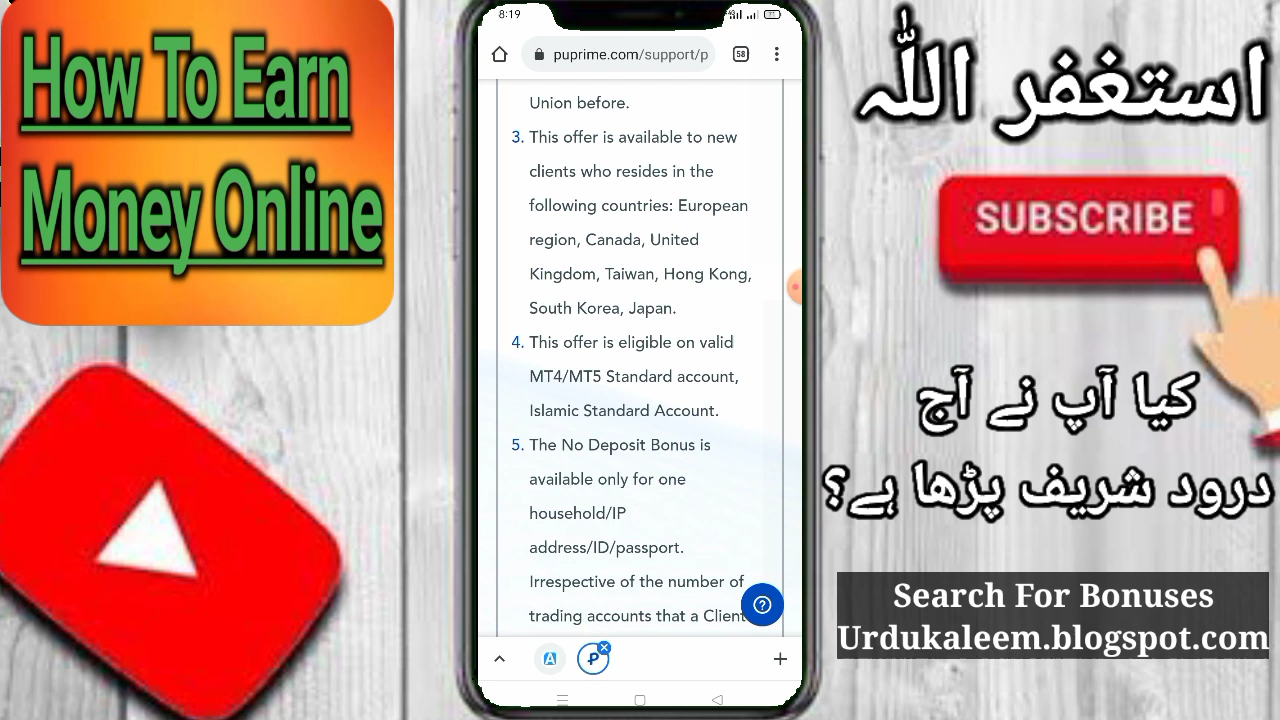 How To Earn
Money Online
8:19
puprime.com/support/p
58
Union before.
3. This offer is available to new
clients who resides in the
following countries: European
region, Canada, United
Kingdom, Taiwan, Hong Kong,
South Korea, Japan.
4. This offer is eligible on valid
MT4/MT5 Standard account,
Islamic Standard Account.
5. The No Deposit Bonus is
available only for one
household/IP
address/ID/passport.
Irrespective of the number of
trading accounts that a Client
استغفر اللہ
SUBSCRIBE
کیا آپ نے آج
درود شریف پڑھا ہے؟
Search For Bonuses
Urdukaleem.blogspot.com